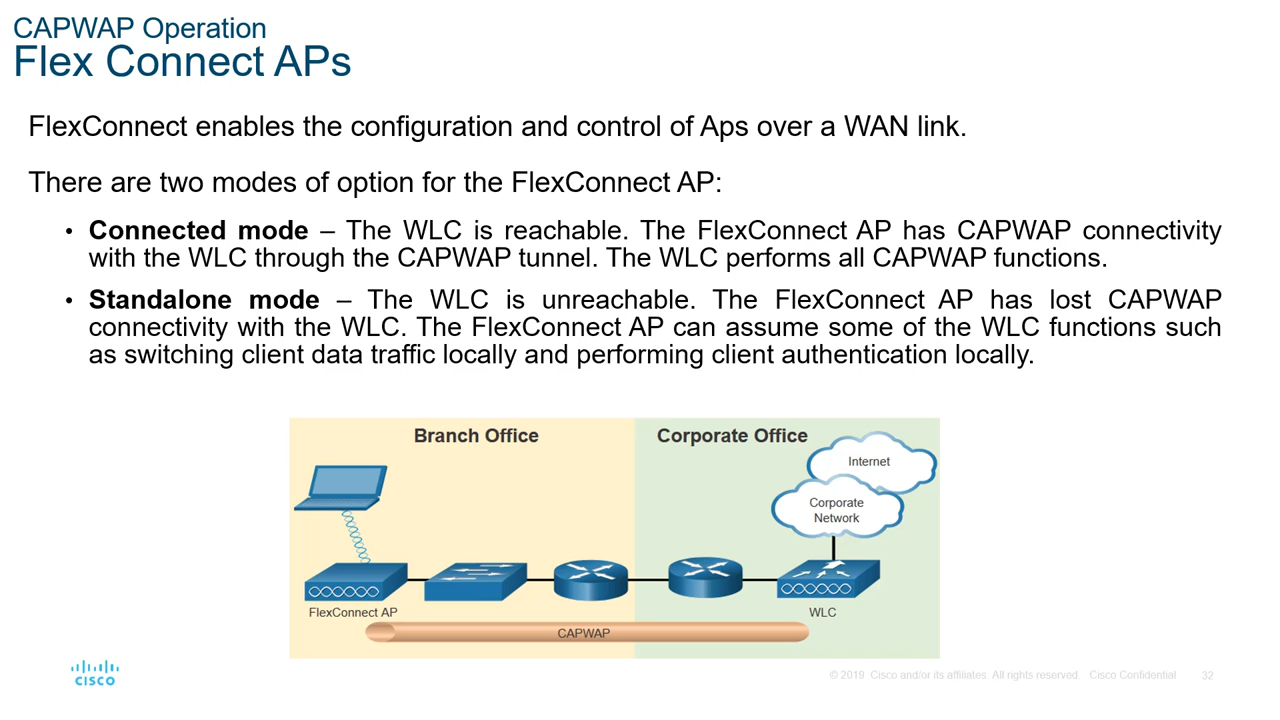 CAPWAP Operation
Flex Connect APs
FlexConnect enables the configuration and control of Aps over a WAN link.
There are two modes of option for the FlexConnect AP:
• Connected mode – The WLC is reachable. The FlexConnect AP has CAPWAP connectivity
with the WLC through the CAPWAP tunnel. The WLC performs all CAPWAP functions.
• Standalone mode – The WLC is unreachable. The FlexConnect AP has lost CAPWAP
connectivity with the WLC. The FlexConnect AP can assume some of the WLC functions such
as switching client data traffic locally and performing client authentication locally.
Branch Office
Corporate Office
Internet
Corporate
Network
FlexConnect AP
WLC
CAPWAP
CISCO
© 2019 Cisco and/or its affiliates. All rights reserved. Cisco Confidential
32